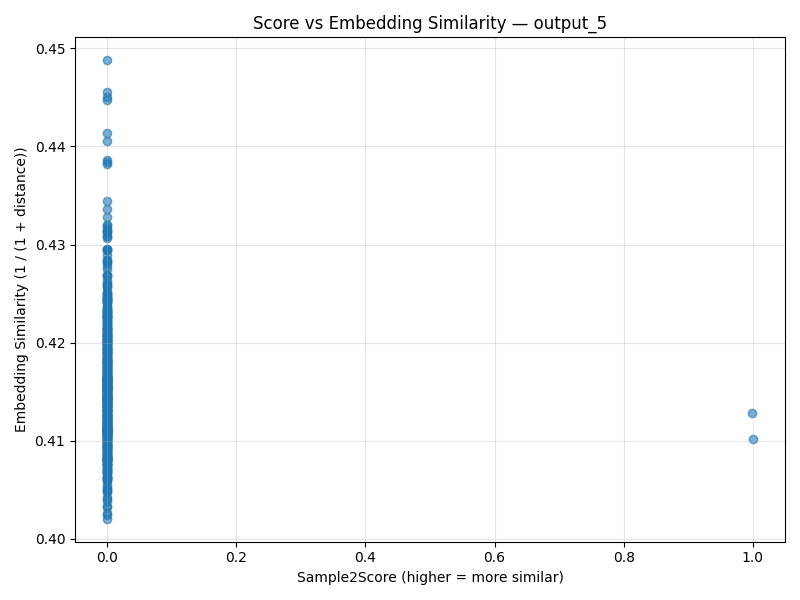 Score vs Embedding Similarity — output_5
Embedding Similarity (1 / (1 + distance))
0.45
0.44
0.43
0.42
0.41
0.40
0.0 0.2 0.4 0.6 0.8 1.0
Sample2Score (higher = more similar)